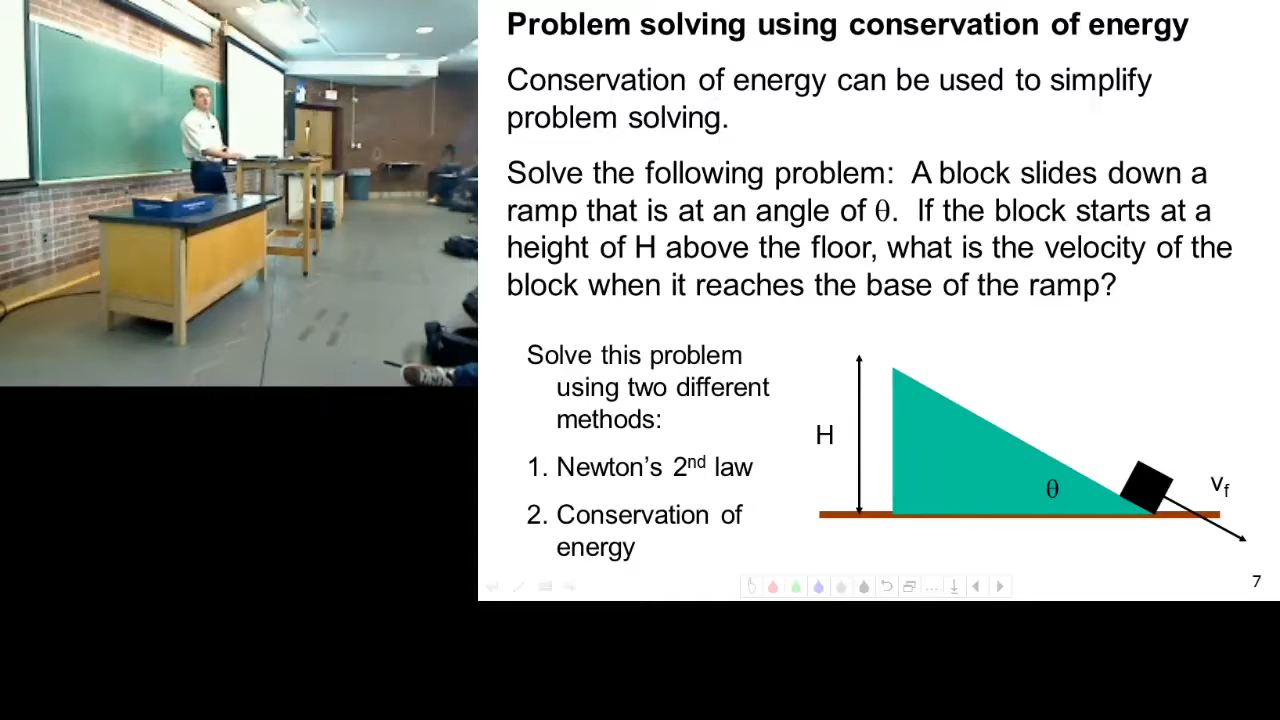 Problem solving using conservation of energy
Conservation of energy can be used to simplify
problem solving.
Solve the following problem:  A block slides down a
ramp that is at an angle of θ.  If the block starts at a
height of H above the floor, what is the velocity of the
block when it reaches the base of the ramp?
Solve this problem
using two different
methods:
1. Newton's 2nd law
2. Conservation of
energy
H
θ
vf
7